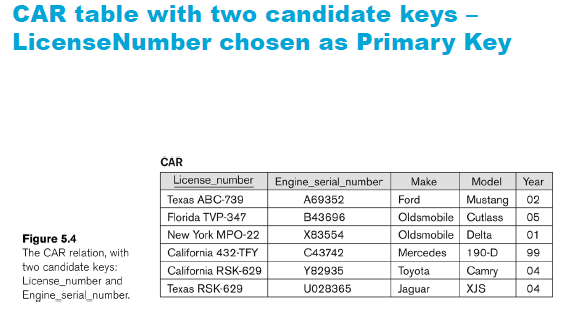 CAR table with two candidate keys –
LicenseNumber chosen as Primary Key
CAR
License_number Engine_serial_number Make Model Year
Texas ABC-739 A69352 Ford Mustang 02
Florida TVP-347 B43696 Oldsmobile Cutlass 05
New York MPO-22 X83554 Oldsmobile Delta 01
California 432-TFY C43742 Mercedes 190-D 99
California RSK-629 Y82935 Toyota Camry 04
Texas RSK-629 U028365 Jaguar XJS 04
Figure 5.4
The CAR relation, with
two candidate keys:
License_number and
Engine_serial_number.